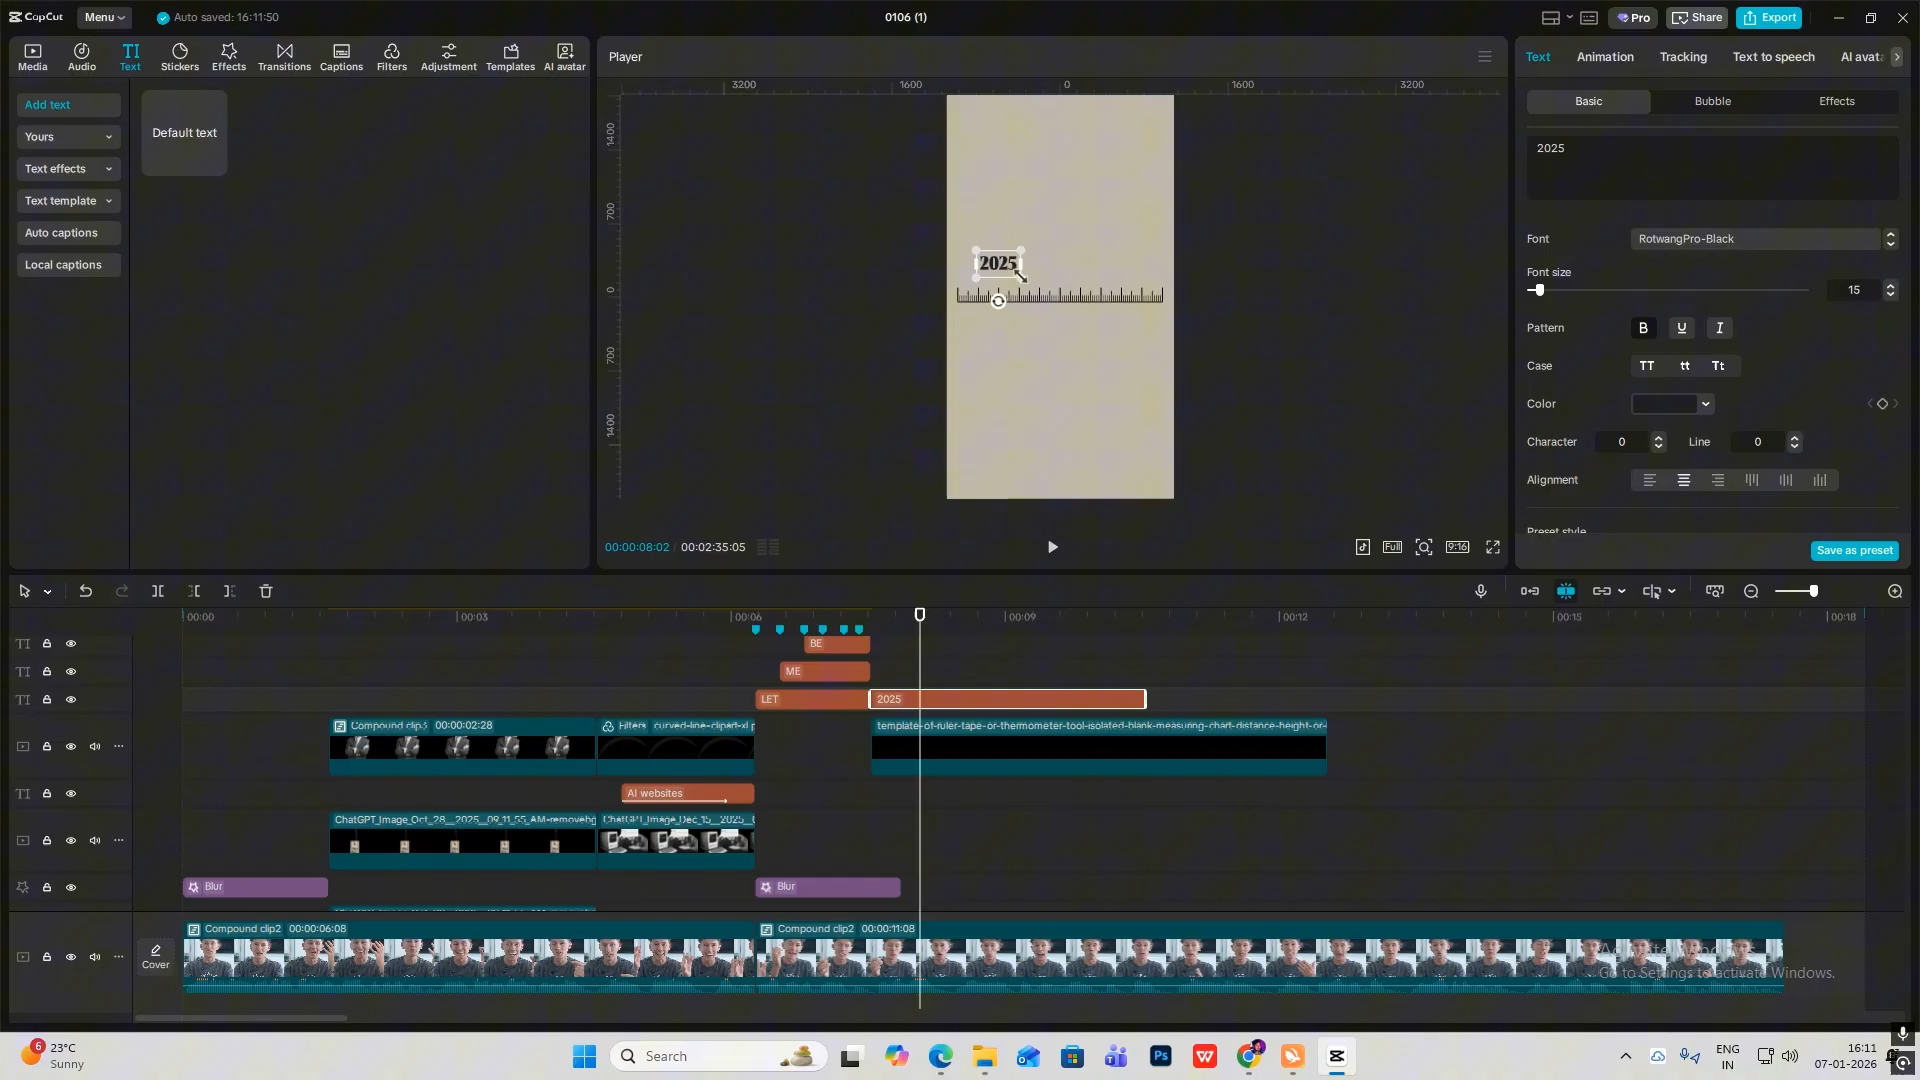 CapCut
Menu
Auto saved: 16:11:50
0106 (1)
Pro
Share
Export
Media
Audio
TI
Text
Stickers
Effects
Transitions
Captions
Filters
Adjustment
Templates
AI avatar
Add text
Yours
Text effects
Text template
Auto captions
Local captions
Default text
Player
3200
1600
0
1600
3200
1400
700
0
700
1400
2025
00:00:08:02 / 00:02:35:05
Full
9:16
Text
Animation
Tracking
Text to speech
AI avata
Basic
Bubble
Effects
2025
Font
RotwangPro-Black
Font size
15
Pattern
B
U
I
Case
TT
tt
Tt
Color
Character
0
Line
0
Alignment
Preset style
Save as preset
00:00
00:03
00:06
00:09
00:12
00:15
00:18
BE
ME
LET
2025
Compound clip3 00:00:02:28
Filters curved-line-clipart-xl.p
template-of-ruler-tape-or-thermometer-tool-isolated-blank-measuring-chart-distance-height-or-
AI websites
ChatGPT_Image_Oct_28__2025__09_11_55_AM-removebg
ChatGPT_Image_Dec_15__2025__
Blur
Blur
Cover
Compound clip2 00:00:06:08
Compound clip2 00:00:11:08
Activate Windows
Go to Settings to activate Windows.
6
23°C
Sunny
Search
Ps
W
ENG
IN
16:11
07-01-2026